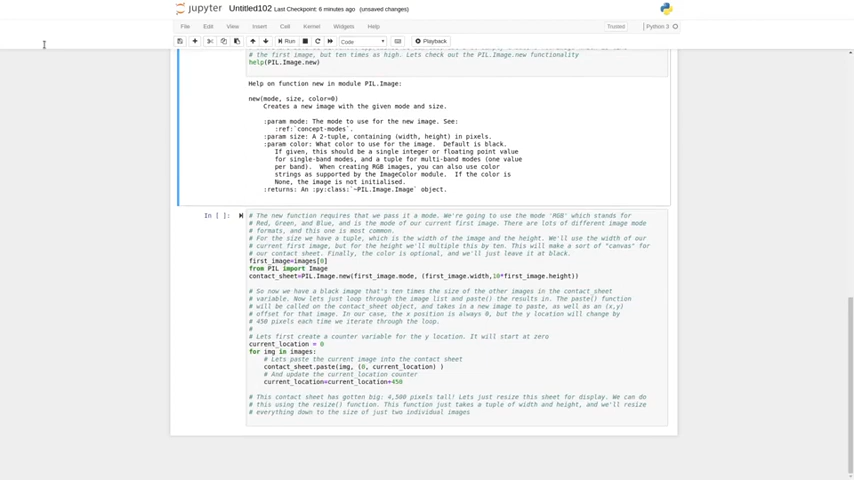 jupyter Untitled102 Last Checkpoint: 6 minutes ago (unsaved changes)
File Edit View Insert Cell Kernel Widgets Help Trusted Python 3
Run Code Playback
# the first image, but ten times as high. Lets check out the PIL.Image.new functionality
help(PIL.Image.new)
Help on function new in module PIL.Image:
new(mode, size, color=0)
Creates a new image with the given mode and size.
:param mode: The mode to use for the new image. See:
:ref:`concept-modes`.
:param size: A 2-tuple, containing (width, height) in pixels.
:param color: What color to use for the image. Default is black.
If given, this should be a single integer or floating point value
for single-band modes, and a tuple for multi-band modes (one value
per band). When creating RGB images, you can also use color
strings as supported by the ImageColor module. If the color is
None, the image is not initialised.
:returns: An :py:class:`~PIL.Image.Image` object.
In [ ]:
# The new function requires that we pass it a mode. We're going to use the mode 'RGB' which stands for
# Red, Green, and Blue, and is the mode of our current first image. There are lots of different image mode
# formats, and this one is most common.
# For the size we have a tuple, which is the width of the image and the height. We'll use the width of our
# current first image, but for the height we'll multiple this by ten. This will make a sort of "canvas" for
# our contact sheet. Finally, the color is optional, and we'll just leave it at black.
first_image=images[0]
from PIL import Image
contact_sheet=PIL.Image.new(first_image.mode, (first_image.width,10*first_image.height))
# So now we have a black image that's ten times the size of the other images in the contact_sheet
# variable. Now lets just loop through the image list and paste() the results in. The paste() function
# will be called on the contact_sheet object, and takes in a new image to paste, as well as an (x,y)
# offset for that image. In our case, the x position is always 0, but the y location will change by
# 450 pixels each time we iterate through the loop.
#
# Lets first create a counter variable for the y location. It will start at zero
current_location = 0
for img in images:
# Lets paste the current image into the contact sheet
contact_sheet.paste(img, (0, current_location) )
# And update the current_location counter
current_location=current_location+450
# This contact sheet has gotten big: 4,500 pixels tall! Lets just resize this sheet for display. We can do
# this using the resize() function. This function just takes a tuple of width and height, and we'll resize
# everything down to the size of just two individual images